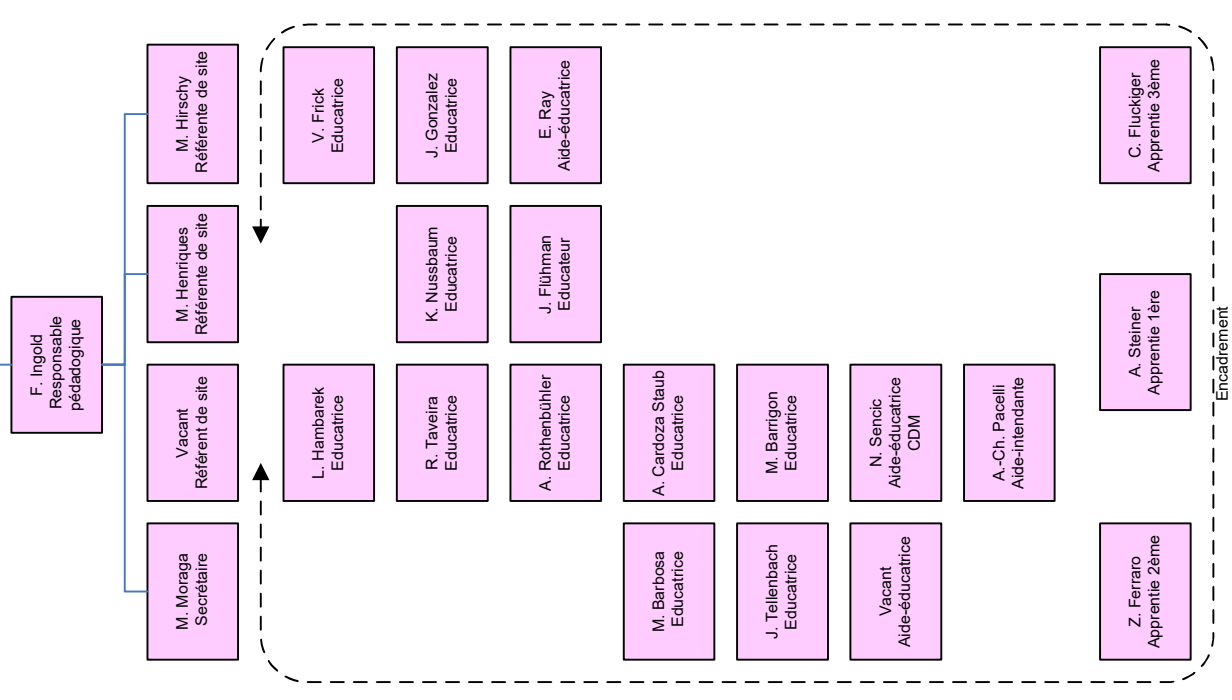 F. Ingold
Responsable
pédadogique
M. Moraga
Secrétaire
Vacant
Référent de site
M. Henriques
Référente de site
M. Hirschy
Référente de site
L. Hambarek
Educatrice
V. Frick
Educatrice
R. Taveira
Educatrice
K. Nussbaum
Educatrice
J. Gonzalez
Educatrice
A. Rothenbühler
Educatrice
J. Flühman
Educateur
E. Ray
Aide-éducatrice
M. Barbosa
Educatrice
A. Cardoza Staub
Educatrice
J. Tellenbach
Educatrice
M. Barrigon
Educatrice
Vacant
Aide-éducatrice
N. Sencic
Aide-éducatrice
CDM
A.-Ch. Pacelli
Aide-intendante
Z. Ferraro
Apprentie 2ème
A. Steiner
Apprentie 1ère
C. Fluckiger
Apprentie 3ème
Encadrement